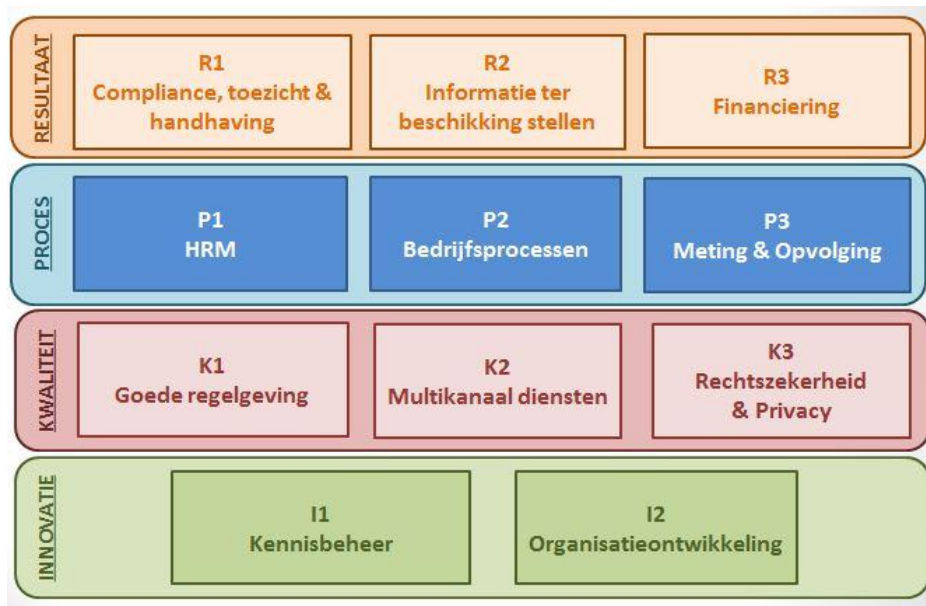 RESULTAAT
R1
Compliance, toezicht &
handhaving
R2
Informatie ter
beschikking stellen
R3
Financiering
PROCES
P1
HRM
P2
Bedrijfsprocessen
P3
Meting & Opvolging
KWALITEIT
K1
Goede regelgeving
K2
Multikanaal diensten
K3
Rechtszekerheid
& Privacy
INNOVATIE
I1
Kennisbeheer
I2
Organisatieontwikkeling